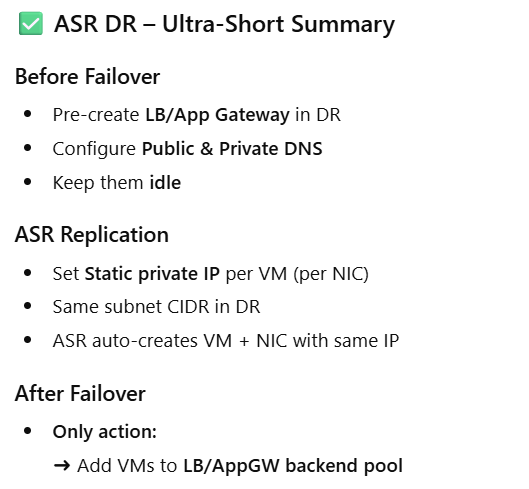 ✅ ASR DR – Ultra-Short Summary
Before Failover
• Pre-create LB/App Gateway in DR
• Configure Public & Private DNS
• Keep them idle
ASR Replication
• Set Static private IP per VM (per NIC)
• Same subnet CIDR in DR
• ASR auto-creates VM + NIC with same IP
After Failover
• Only action:
➔ Add VMs to LB/AppGW backend pool